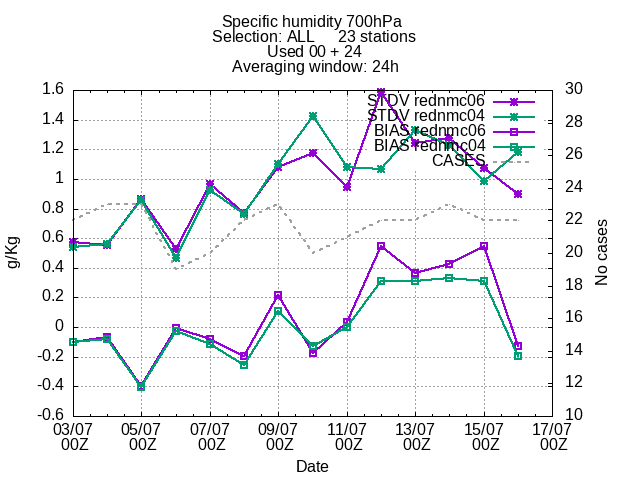 Specific humidity 700hPa
Selection: ALL 23 stations
Used 00 + 24
Averaging window: 24h
1.6
1.4
1.2
1
0.8
0.6
0.4
0.2
0
-0.2
-0.4
-0.6
g/Kg
STDV rednmc06
STDV rednmc04
BIAS rednmc06
BIAS rednmc04
CASES
30
28
26
24
22
20
18
16
14
12
10
No cases
03/07 05/07 07/07 09/07 11/07 13/07 15/07 17/07
00Z 00Z 00Z 00Z 00Z 00Z 00Z 00Z
Date